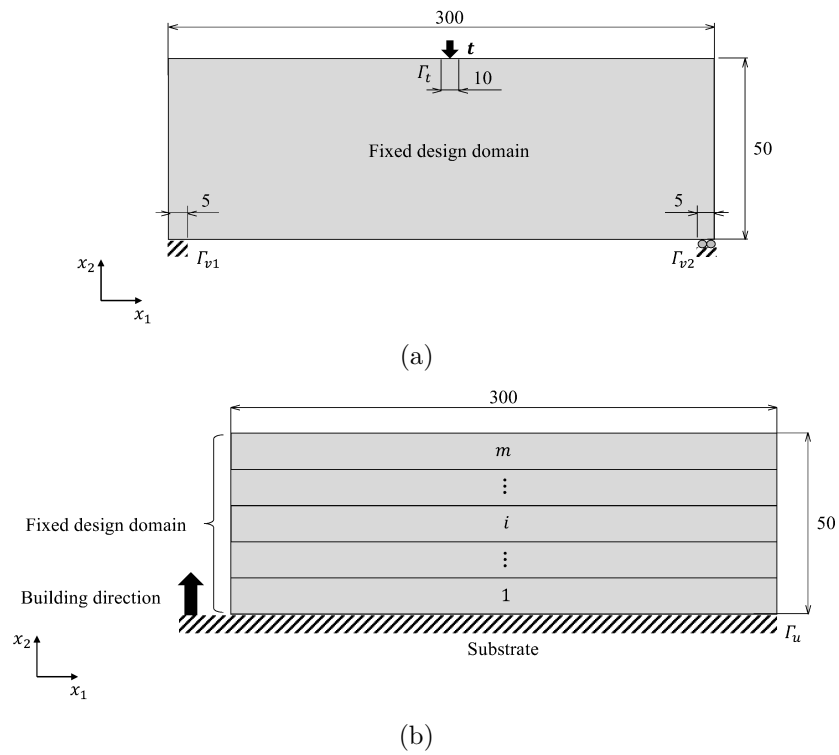 300
t
Γt
10
Fixed design domain
50
5
5
Γv1
Γv2
x2
x1
(a)
300
m
⋮
Fixed design domain
i
50
⋮
Building direction
1
Substrate
Γu
x2
x1
(b)